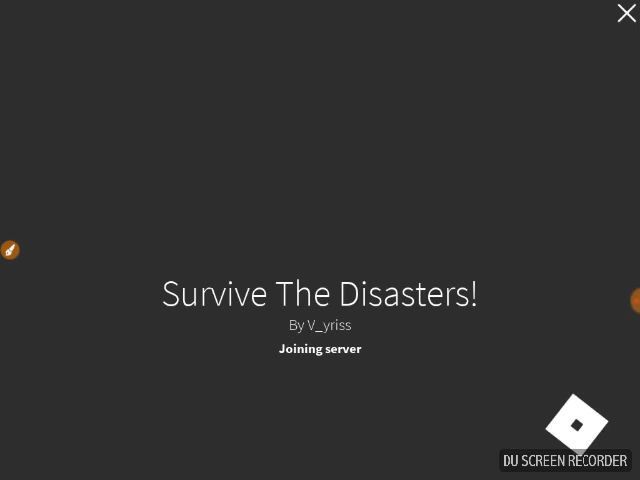 Survive The Disasters!
By V_yriss
Joining server
DU SCREEN RECORDER